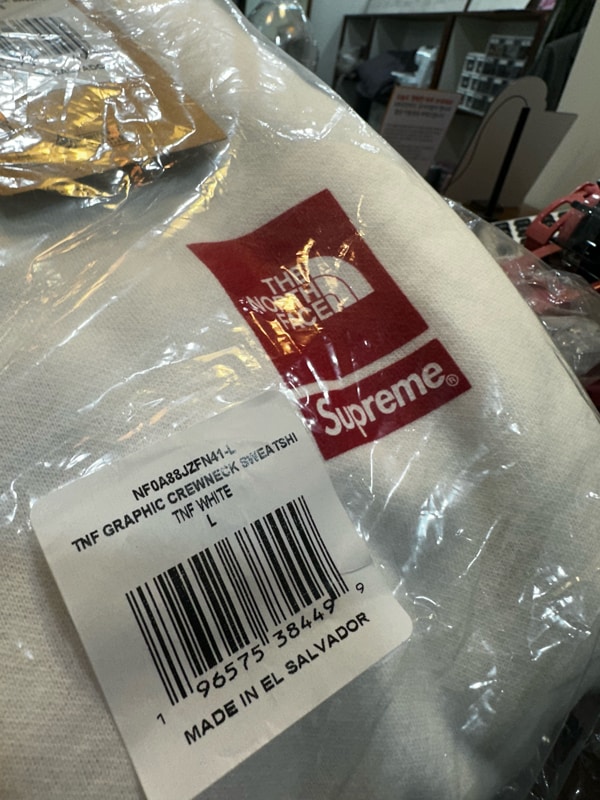 THE
NORTH
FACE
Supreme®
NF0A88JZFN41-L
TNF GRAPHIC CREWNECK SWEATSHI
TNF WHITE
L
1 96575 38449 9
MADE IN EL SALVADOR